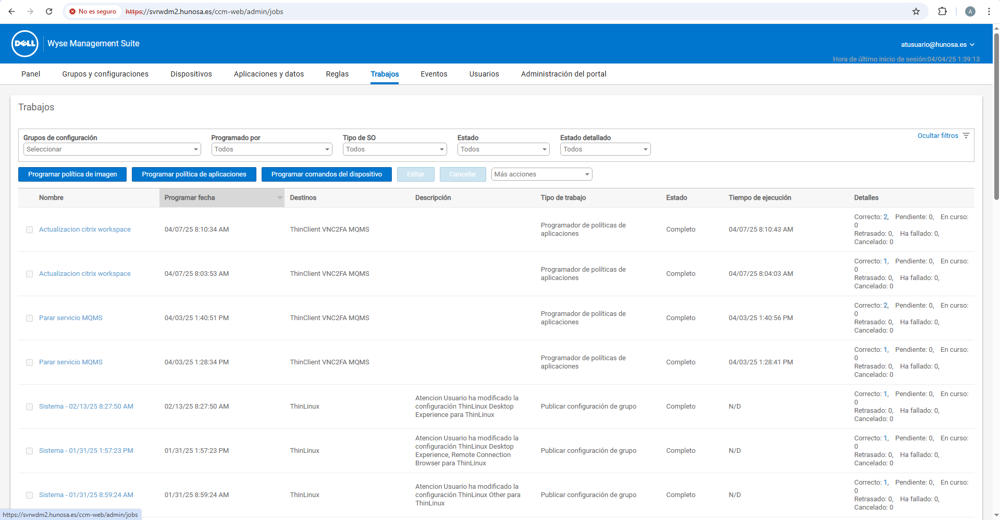 No es seguro
https://svrwdm2.hunosa.es/ccm-web/admin/jobs
A
DELL
Wyse Management Suite
atusuario@hunosa.es
Hora de último inicio de sesión:04/04/25 1:39:13
Panel
Grupos y configuraciones
Dispositivos
Aplicaciones y datos
Reglas
Trabajos
Eventos
Usuarios
Administración del portal
Trabajos
Ocultar filtros
Grupos de configuración
Seleccionar
Programado por
Todos
Tipo de SO
Todos
Estado
Todos
Estado detallado
Todos
Programar política de imagen
Programar política de aplicaciones
Programar comandos del dispositivo
Editar
Cancelar
Más acciones
Nombre
Programar fecha
Destinos
Descripción
Tipo de trabajo
Estado
Tiempo de ejecución
Detalles
Actualizacion citrix workspace
04/07/25 8:10:34 AM
ThinClient VNC2FA MQMS
Programador de políticas de
aplicaciones
Completo
04/07/25 8:10:43 AM
Correcto: 2, Pendiente: 0, En curso:
0
Retrasado: 0, Ha fallado: 0,
Cancelado: 0
Actualizacion citrix workspace
04/07/25 8:03:53 AM
ThinClient VNC2FA MQMS
Programador de políticas de
aplicaciones
Completo
04/07/25 8:04:03 AM
Correcto: 1, Pendiente: 0, En curso:
0
Retrasado: 0, Ha fallado: 0,
Cancelado: 0
Parar servicio MQMS
04/03/25 1:40:51 PM
ThinClient VNC2FA MQMS
Programador de políticas de
aplicaciones
Completo
04/03/25 1:40:56 PM
Correcto: 2, Pendiente: 0, En curso:
0
Retrasado: 0, Ha fallado: 0,
Cancelado: 0
Parar servicio MQMS
04/03/25 1:28:34 PM
ThinClient VNC2FA MQMS
Programador de políticas de
aplicaciones
Completo
04/03/25 1:28:41 PM
Correcto: 1, Pendiente: 0, En curso:
0
Retrasado: 0, Ha fallado: 0,
Cancelado: 0
Sistema - 02/13/25 8:27:50 AM
02/13/25 8:27:50 AM
ThinLinux
Atencion Usuario ha modificado la
configuración ThinLinux Desktop
Experience para ThinLinux
Publicar configuración de grupo
Completo
N/D
Correcto: 1, Pendiente: 0, En curso:
0
Retrasado: 0, Ha fallado: 0,
Cancelado: 0
Sistema - 01/31/25 1:57:23 PM
01/31/25 1:57:23 PM
ThinLinux
Atencion Usuario ha modificado la
configuración ThinLinux Desktop
Experience, Remote Connection
Browser para ThinLinux
Publicar configuración de grupo
Completo
N/D
Correcto: 1, Pendiente: 0, En curso:
0
Retrasado: 0, Ha fallado: 0,
Cancelado: 0
Sistema - 01/31/25 8:59:24 AM
01/31/25 8:59:24 AM
ThinLinux
Atencion Usuario ha modificado la
configuración ThinLinux Other para
ThinLinux
Publicar configuración de grupo
Completo
N/D
Correcto: 1, Pendiente: 0, En curso:
0
Retrasado: 0, Ha fallado: 0,
Cancelado: 0
https://svrwdm2.hunosa.es/ccm-web/admin/jobs